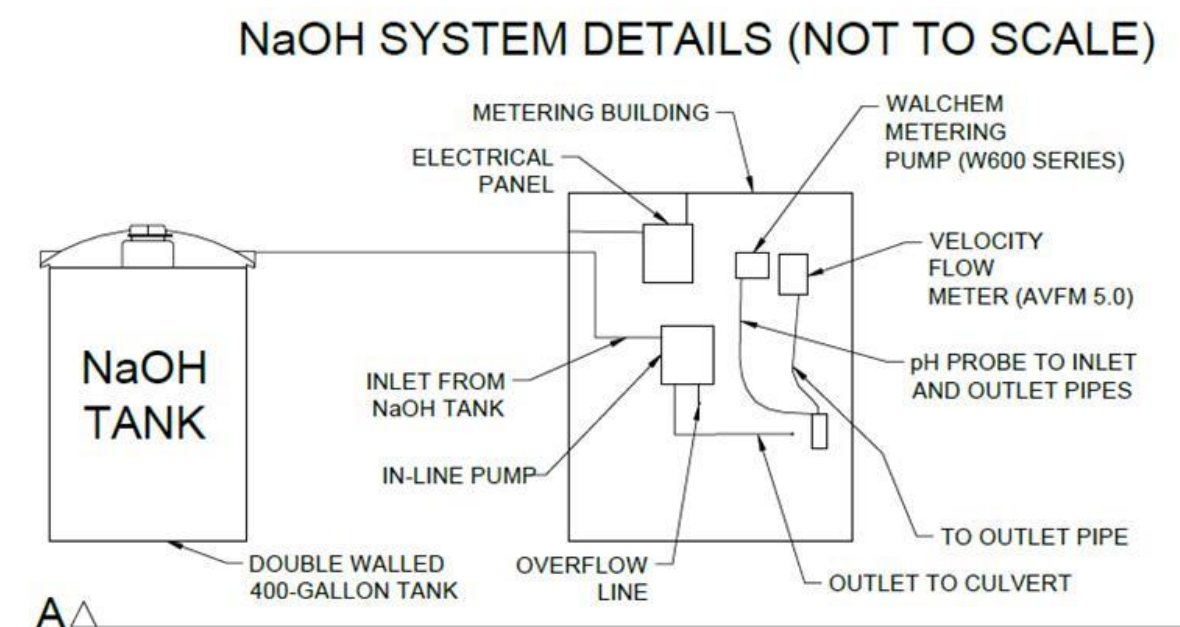 NaOH SYSTEM DETAILS (NOT TO SCALE)
METERING BUILDING
WALCHEM
METERING
PUMP (W600 SERIES)
ELECTRICAL
PANEL
VELOCITY
FLOW
METER (AVFM 5.0)
NaOH
TANK
INLET FROM
NaOH TANK
pH PROBE TO INLET
AND OUTLET PIPES
IN-LINE PUMP
TO OUTLET PIPE
DOUBLE WALLED
400-GALLON TANK
OVERFLOW
LINE
OUTLET TO CULVERT
A